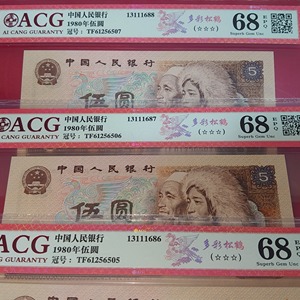 ACG 中国人民银行 13111688 多彩松鹤 68 EPQ
AI CANG GUARANTY 1980年伍圆 (☆☆☆) Superb Gem Unc
冠号: TF61256507
中国人民银行
伍圆 5
ACG 中国人民银行 13111687 多彩松鹤 68 EPQ
CANG GUARANTY 1980年伍圆 (☆☆☆) Superb Gem Unc
冠号: TF61256506
中国人民银行
伍圆 5
ACG 中国人民银行 13111686 多彩松鹤 68 EPQ
ANG GUARANTY 1980年伍圆 (☆☆☆) Superb Gem Unc
冠号: TF61256505